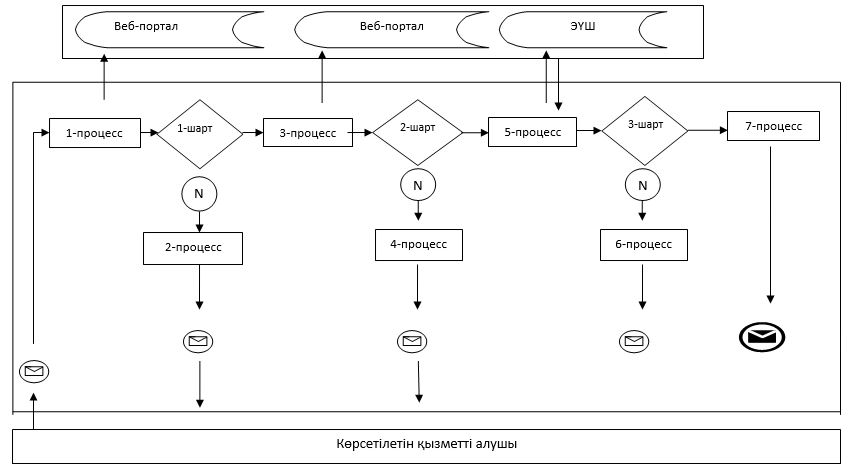 Веб-портал Веб-портал ЭҮШ
1-процесс 1-шарт 3-процесс 2-шарт 5-процесс 3-шарт 7-процесс
N N N
2-процесс 4-процесс 6-процесс
Көрсетілетін қызметті алушы